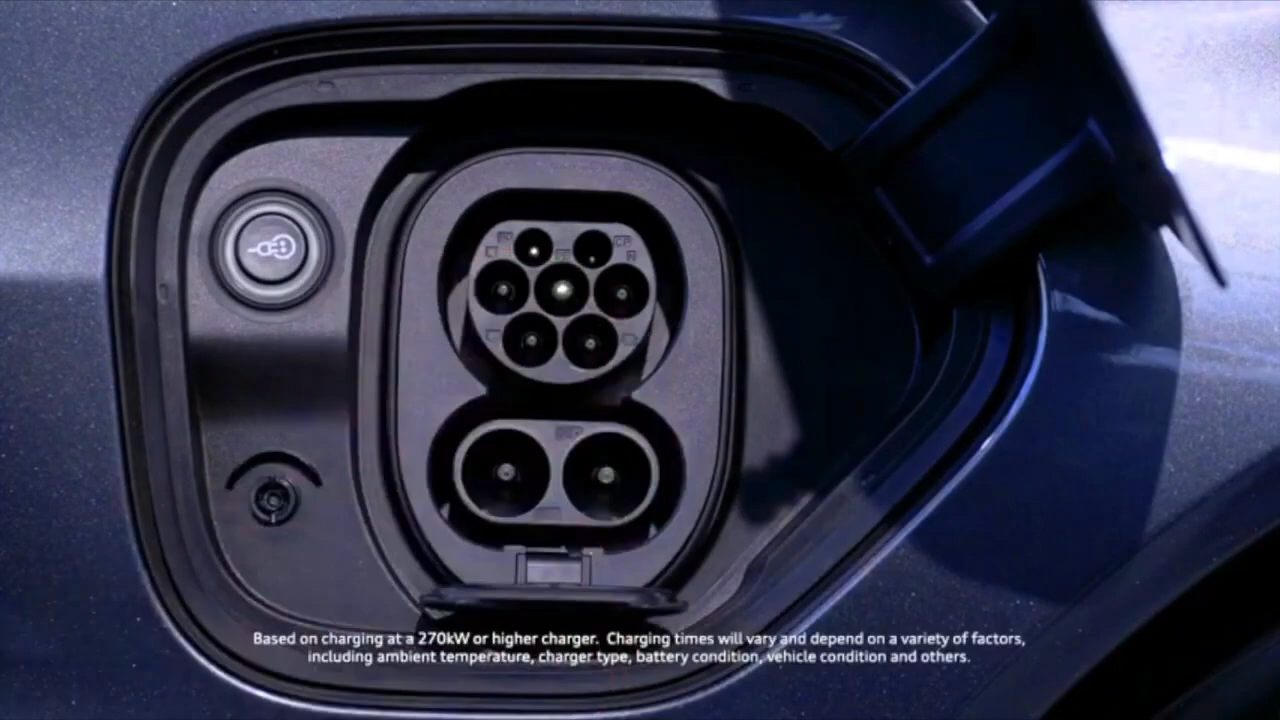 CP
N
Based on charging at a 270kW or higher charger. Charging times will vary and depend on a variety of factors,
including ambient temperature, charger type, battery condition, vehicle condition and others.